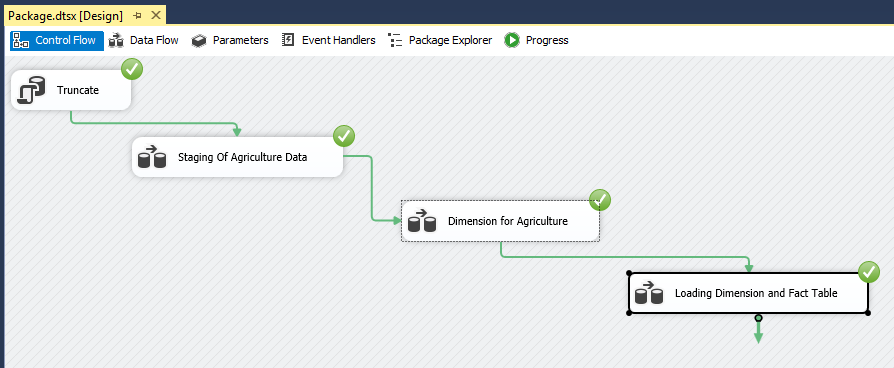 Package.dtsx [Design]
Control Flow
Data Flow
Parameters
Event Handlers
Package Explorer
Progress
Truncate
Staging Of Agriculture Data
Dimension for Agriculture
Loading Dimension and Fact Table